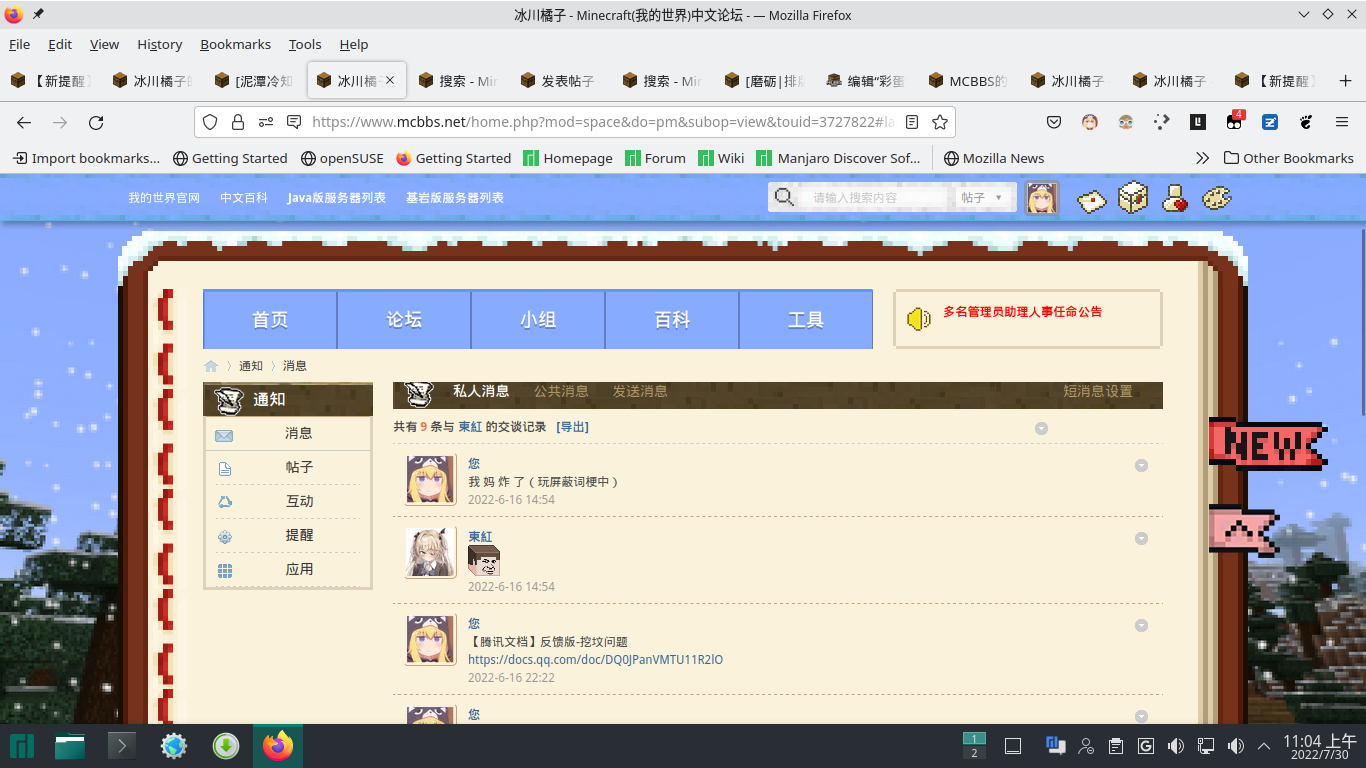 冰川橘子 - Minecraft(我的世界)中文论坛 - — Mozilla Firefox
File Edit View History Bookmarks Tools Help
【新提醒】 冰川橘子的 [泥潭冷知 冰川橘子 搜索 - Min 发表帖子 搜索 - Min [磨砺|排版 编辑“彩蛋 MCBBS的 冰川橘子 冰川橘子 【新提醒】
https://www.mcbbs.net/home.php?mod=space&do=pm&subop=view&touid=3727822#la
4
Import bookmarks... Getting Started openSUSE Getting Started Homepage Forum Wiki Manjaro Discover Sof... Mozilla News Other Bookmarks
我的世界官网 中文百科 Java版服务器列表 基岩版服务器列表 请输入搜索内容 帖子
首页 论坛 小组 百科 工具
多名管理员助理人事任命公告
通知 消息
通知
消息
帖子
互动
提醒
应用
私人消息 公共消息 发送消息 短消息设置
共有 9 条与 東紅 的交谈记录 [导出]
您
我 妈 炸 了（玩屏蔽词梗中）
2022-6-16 14:54
東紅
2022-6-16 14:54
您
【腾讯文档】反馈版-挖坟问题
https://docs.qq.com/doc/DQ0JPanVMTU11R2lO
2022-6-16 22:22
您
NEW
1
2
11:04 上午
2022/7/30